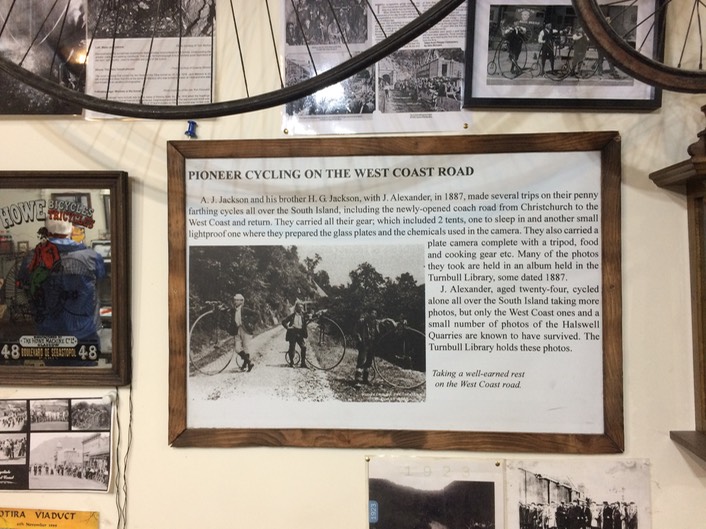 PIONEER CYCLING ON THE WEST COAST ROAD
A. J. Jackson and his brother H. G. Jackson, with J. Alexander, in 1887, made several trips on their penny
farthing cycles all over the South Island, including the newly-opened coach road from Christchurch to the
West Coast and return. They carried all their gear; which included 2 tents, one to sleep in and another small
lightproof one where they prepared the glass plates and the chemicals used in the camera. They also carried a
plate camera complete with a tripod, food
and cooking gear etc. Many of the photos
they took are held in an album held in the
Turnbull Library, some dated 1887.
J. Alexander, aged twenty-four, cycled
alone all over the South Island taking more
photos, but only the West Coast ones and a
small number of photos of the Halswell
Quarries are known to have survived. The
Turnbull Library holds these photos.
Taking a well-earned rest
on the West Coast road.
HOWE BICYCLES
TRICYCLES
THE HOWE MACHINE Co
48 BOULEVARD DE SEBASTOPOL 48
OTIRA VIADUCT
1923